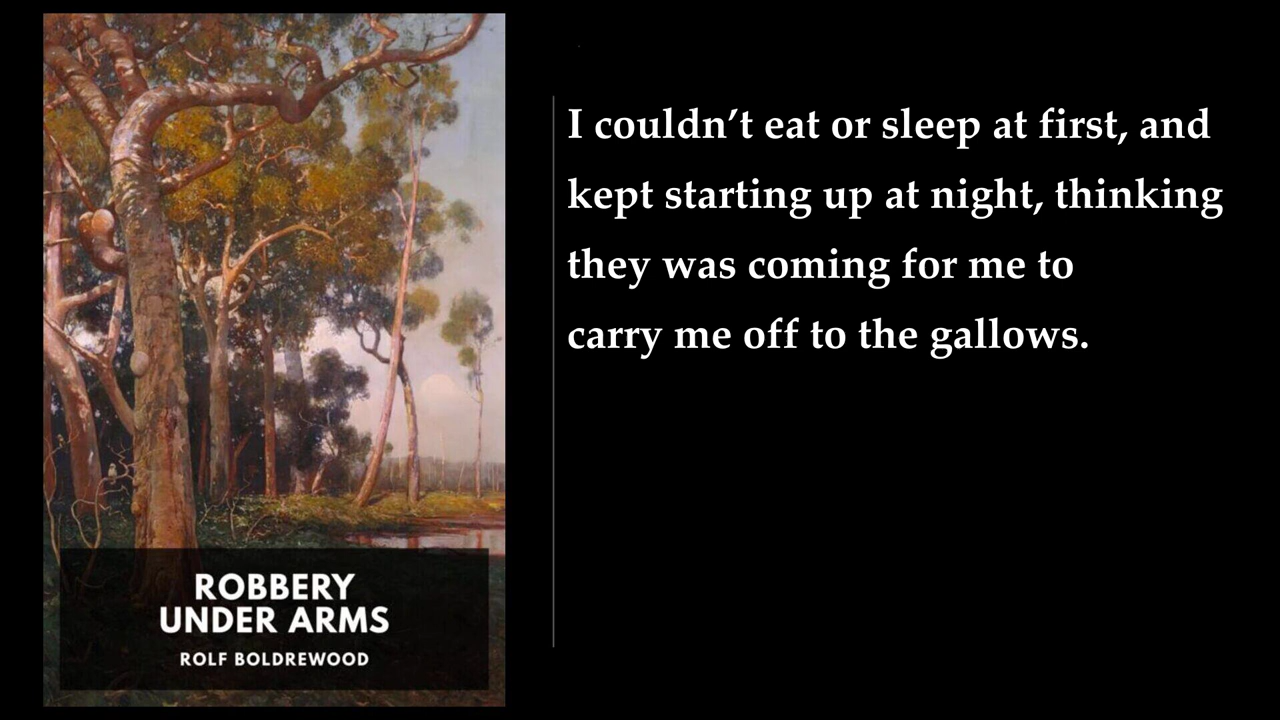 I couldn’t eat or sleep at first, and
kept starting up at night, thinking
they was coming for me to
carry me off to the gallows.
ROBBERY
UNDER ARMS
ROLF BOLDREWOOD